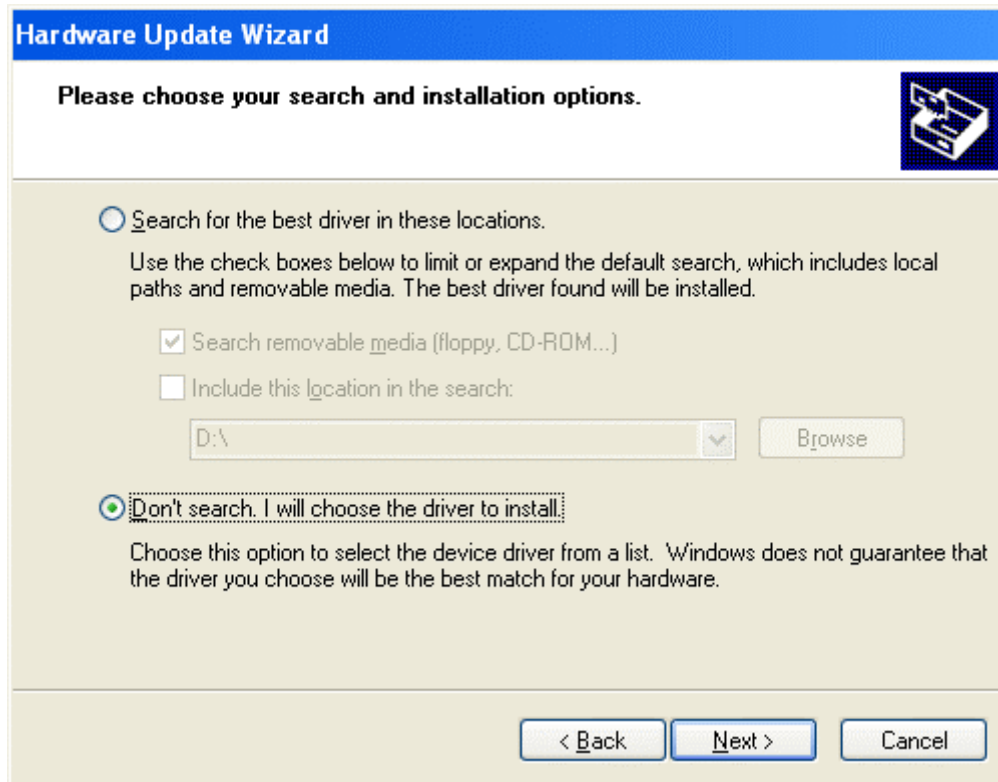 Hardware Update Wizard
Please choose your search and installation options.
Search for the best driver in these locations.
Use the check boxes below to limit or expand the default search, which includes local
paths and removable media. The best driver found will be installed.
Search removable media (floppy, CD-ROM...)
Include this location in the search:
D:\
Browse
Don't search. I will choose the driver to install.
Choose this option to select the device driver from a list. Windows does not guarantee that
the driver you choose will be the best match for your hardware.
< Back Next > Cancel